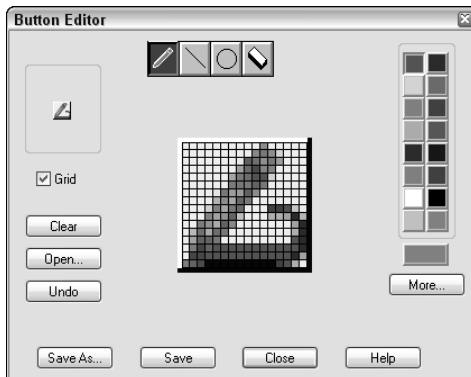 Button Editor
Grid
Clear
Open...
Undo
More...
Save As...
Save
Close
Help